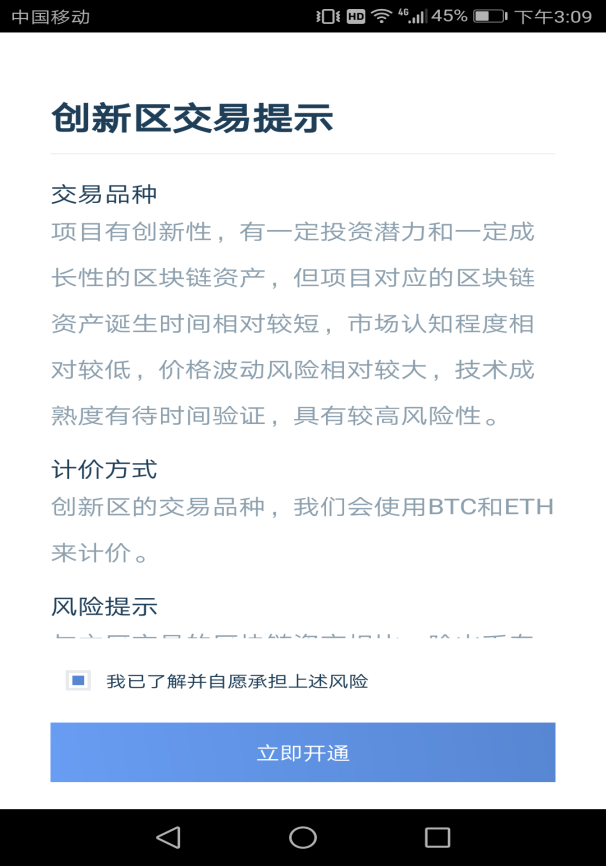 中国移动 HD 4G 45% 下午3:09
创新区交易提示
交易品种
项目有创新性，有一定投资潜力和一定成
长性的区块链资产，但项目对应的区块链
资产诞生时间相对较短，市场认知程度相
对较低，价格波动风险相对较大，技术成
熟度有待时间验证，具有较高风险性。
计价方式
创新区的交易品种，我们会使用BTC和ETH
来计价。
风险提示
我已了解并自愿承担上述风险
立即开通